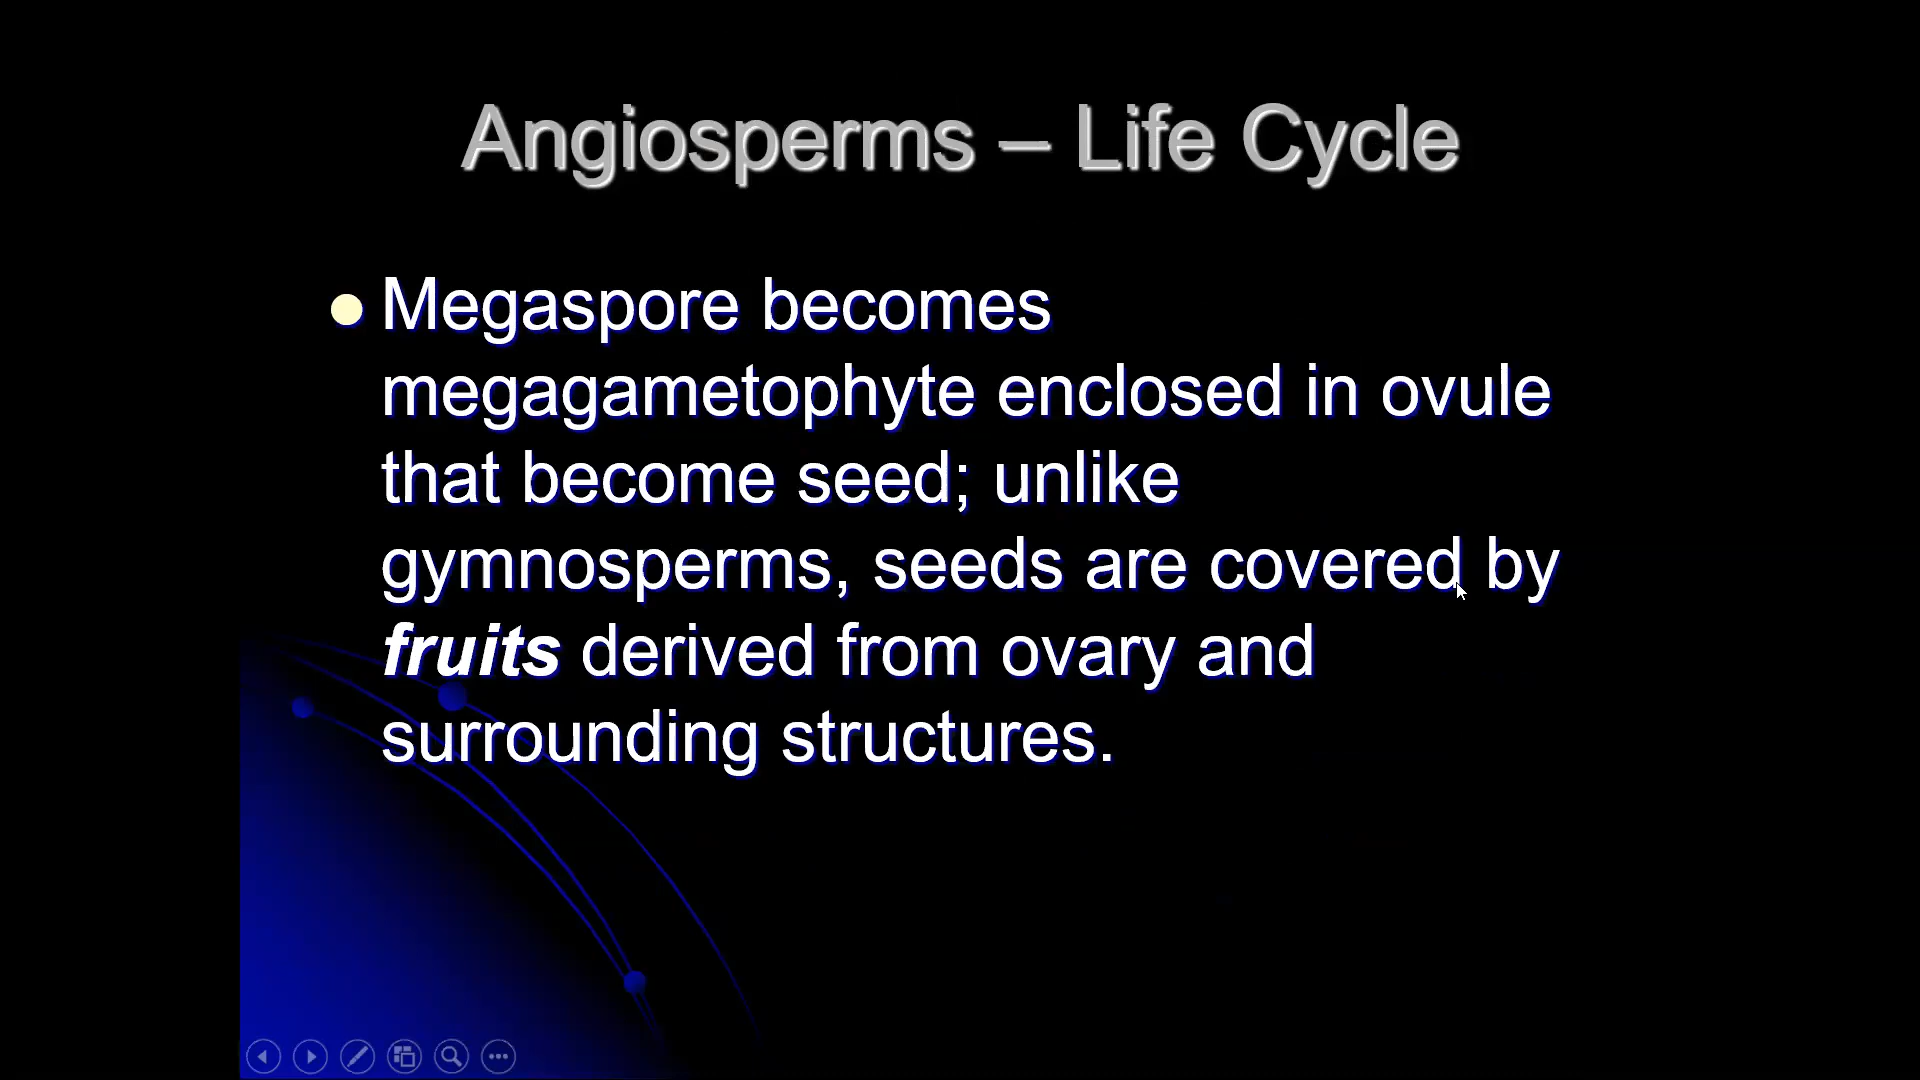 Angiosperms – Life Cycle
Megaspore becomes
megagametophyte enclosed in ovule
that become seed; unlike
gymnosperms, seeds are covered by
fruits derived from ovary and
surrounding structures.